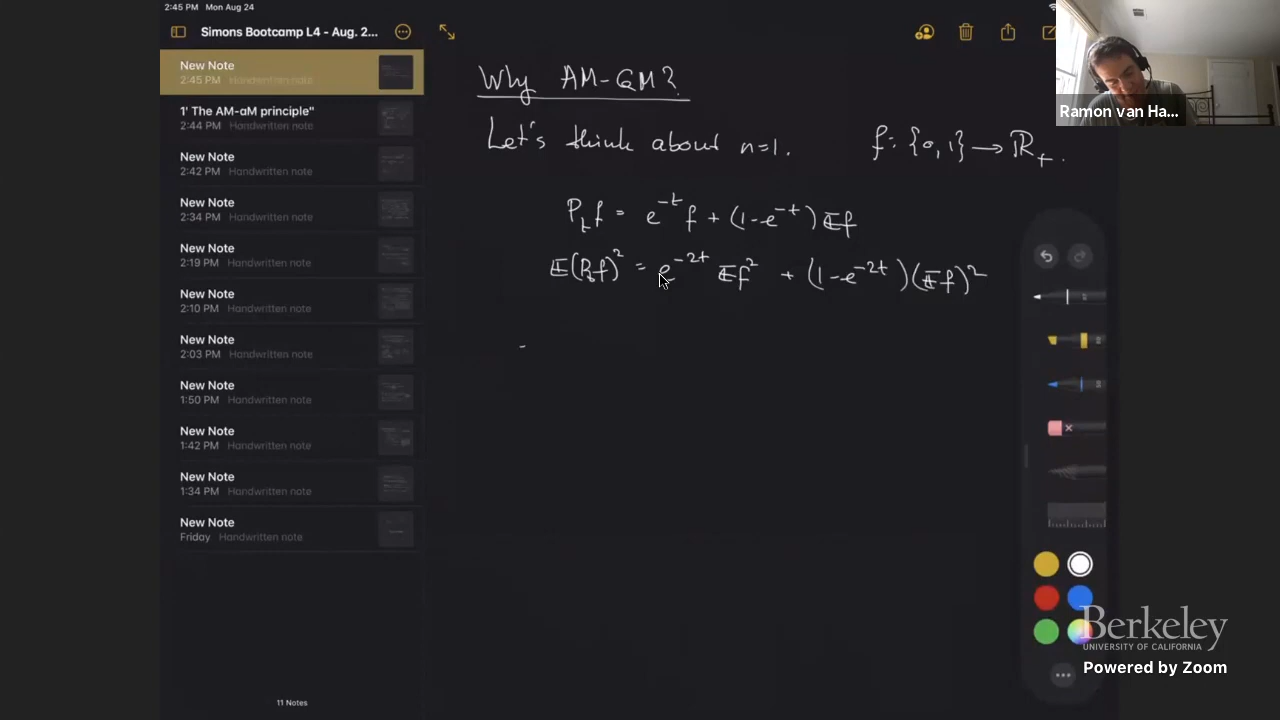 2:45 PM Mon Aug 24
Simons Bootcamp L4 - Aug. 2...
New Note
2:45 PM Handwritten note
1' The AM-aM principle"
2:44 PM Handwritten note
New Note
2:42 PM Handwritten note
New Note
2:34 PM Handwritten note
New Note
2:19 PM Handwritten note
New Note
2:10 PM Handwritten note
New Note
2:03 PM Handwritten note
New Note
1:50 PM Handwritten note
New Note
1:42 PM Handwritten note
New Note
1:34 PM Handwritten note
New Note
Friday Handwritten note
11 Notes
Why AM-GM?
Let's think about n=1. f: {0,1} → ℝ₊.
P_t f = e^{-t} f + (1-e^{-t}) 𝔼f
𝔼(P_t f)² = e^{-2t} 𝔼f² + (1-e^{-2t})(𝔼f)²
Ramon van Ha...
Berkeley
UNIVERSITY OF CALIFORNIA
Powered by Zoom